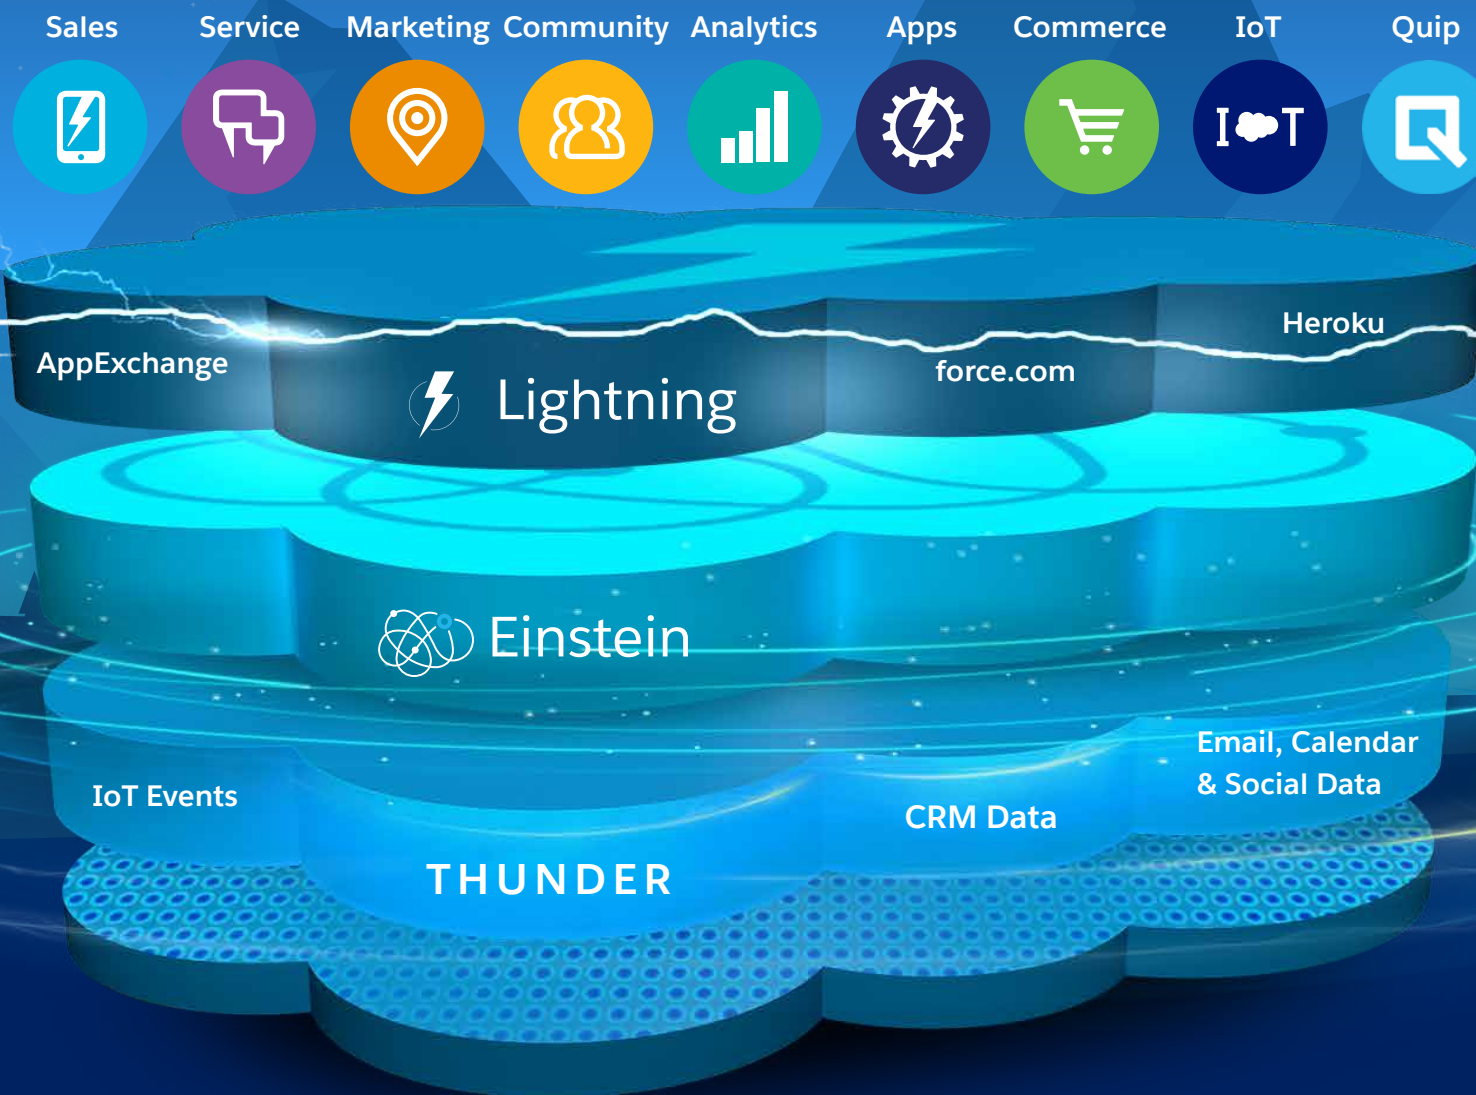 Sales Service Marketing Community Analytics Apps Commerce IoT Quip
I T
Heroku
AppExchange
force.com
Lightning
Einstein
Email, Calendar
& Social Data
IoT Events
CRM Data
THUNDER